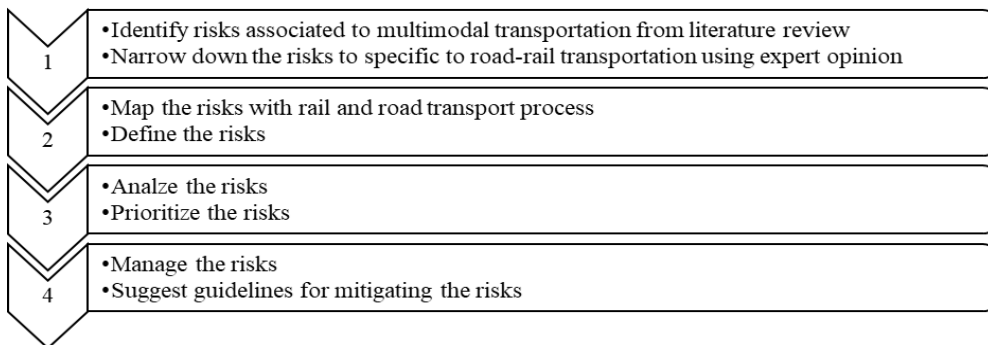 1
•Identify risks associated to multimodal transportation from literature review
•Narrow down the risks to specific to road-rail transportation using expert opinion
2
•Map the risks with rail and road transport process
•Define the risks
3
•Analze the risks
•Prioritize the risks
4
•Manage the risks
•Suggest guidelines for mitigating the risks